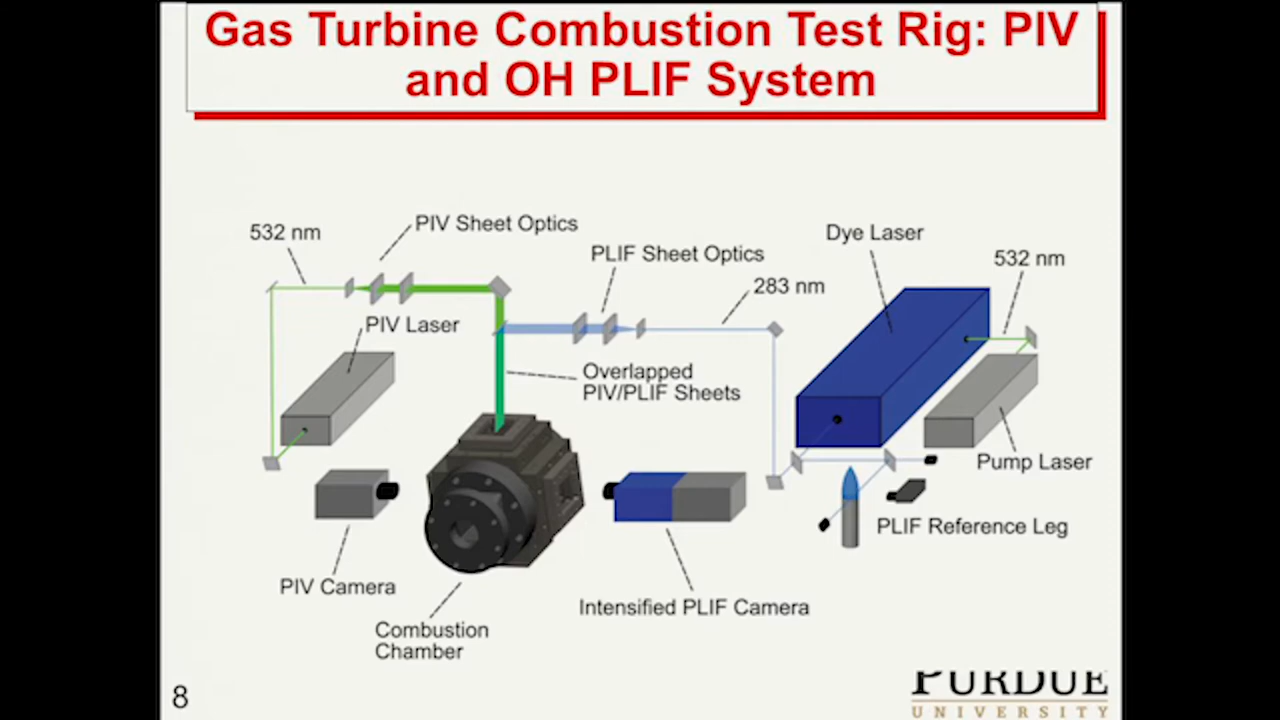 Gas Turbine Combustion Test Rig: PIV
and OH PLIF System
532 nm
PIV Sheet Optics
PLIF Sheet Optics
283 nm
Dye Laser
532 nm
PIV Laser
Overlapped
PIV/PLIF Sheets
Pump Laser
PLIF Reference Leg
PIV Camera
Intensified PLIF Camera
Combustion
Chamber
8
PURDUE
UNIVERSITY